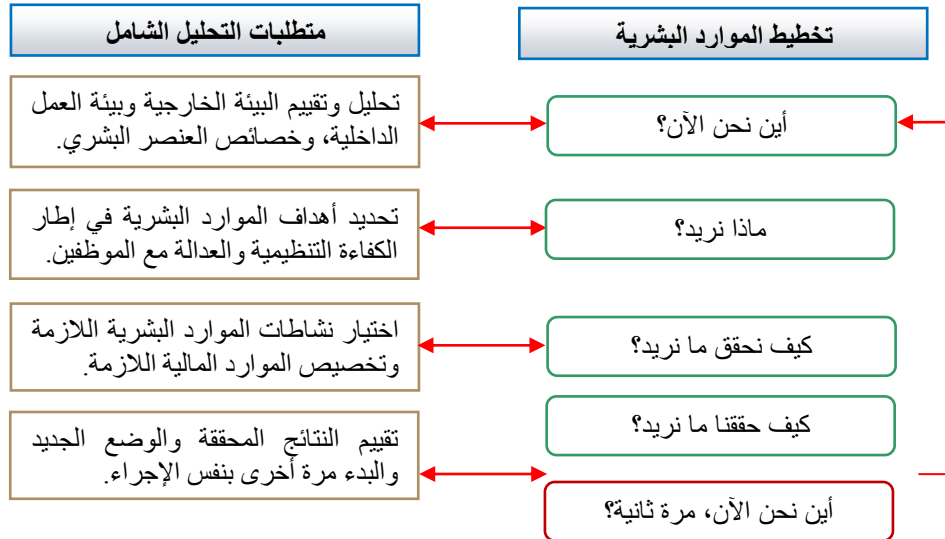 تخطيط الموارد البشرية
متطلبات التحليل الشامل
أين نحن الآن؟
تحليل وتقييم البيئة الخارجية وبيئة العمل
الداخلية، وخصائص العنصر البشري.
ماذا نريد؟
تحديد أهداف الموارد البشرية في إطار
الكفاءة التنظيمية والعدالة مع الموظفين.
كيف نحقق ما نريد؟
اختيار نشاطات الموارد البشرية اللازمة
وتخصيص الموارد المالية اللازمة.
كيف حققنا ما نريد؟
أين نحن الآن، مرة ثانية؟
تقييم النتائج المحققة والوضع الجديد
والبدء مرة أخرى بنفس الإجراء.